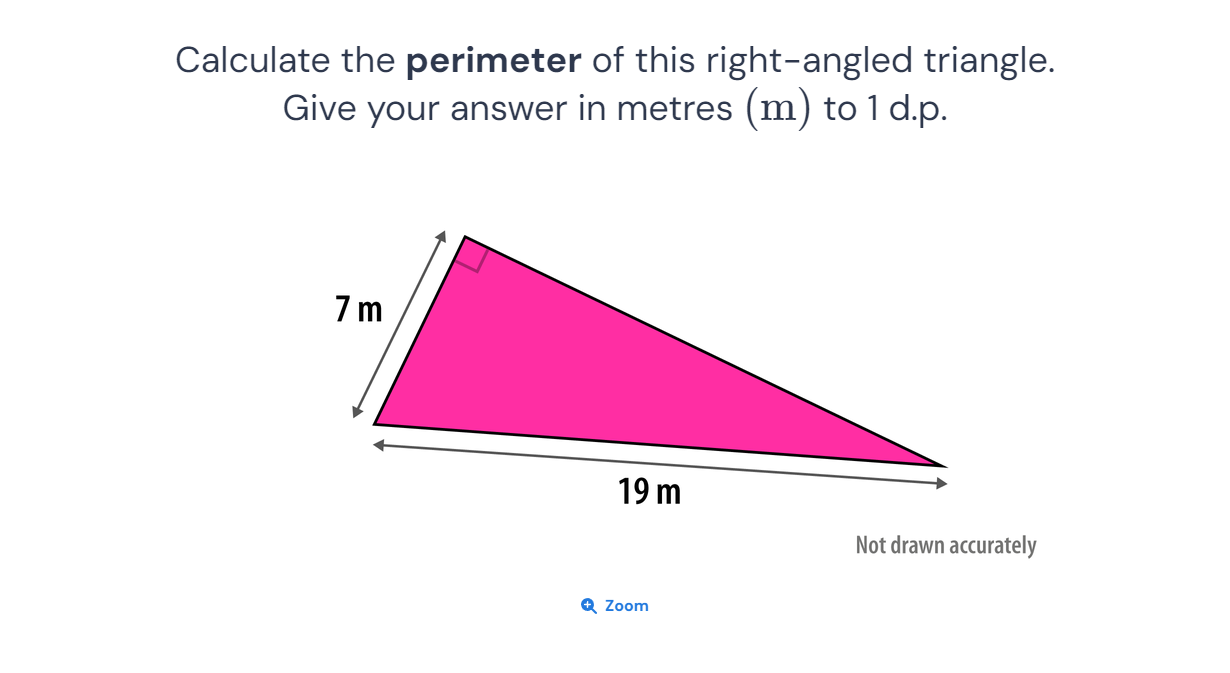 Calculate the perimeter of this right-angled triangle.
Give your answer in metres (m) to 1 d.p.
7 m
19 m
Not drawn accurately
Zoom